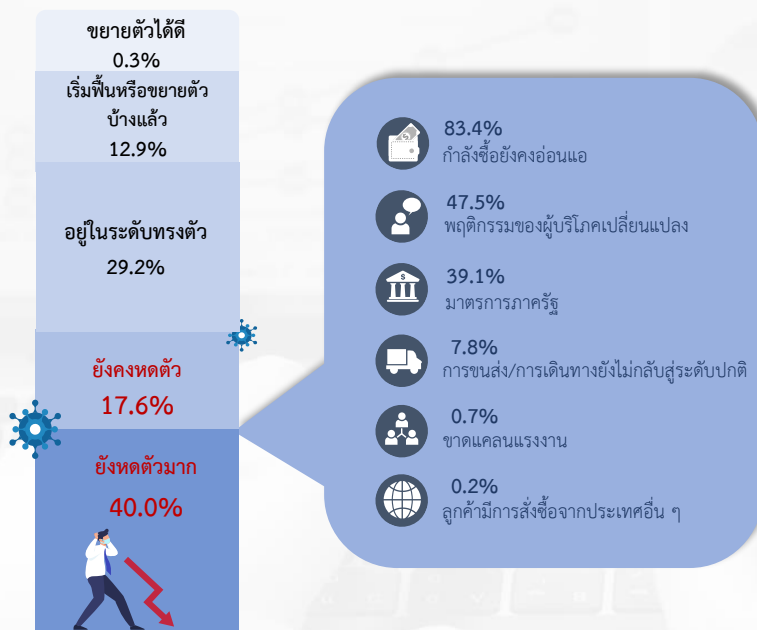 ขยายตัวได้ดี
0.3%
เริ่มฟื้นหรือขยายตัว
บ้างแล้ว
12.9%
อยู่ในระดับทรงตัว
29.2%
ยังคงหดตัว
17.6%
ยังหดตัวมาก
40.0%
83.4%
กำลังซื้อยังคงอ่อนแอ
47.5%
พฤติกรรมของผู้บริโภคเปลี่ยนแปลง
39.1%
มาตรการภาครัฐ
7.8%
การขนส่ง/การเดินทางยังไม่กลับสู่ระดับปกติ
0.7%
ขาดแคลนแรงงาน
0.2%
ลูกค้ามีการสั่งซื้อจากประเทศอื่น ๆ